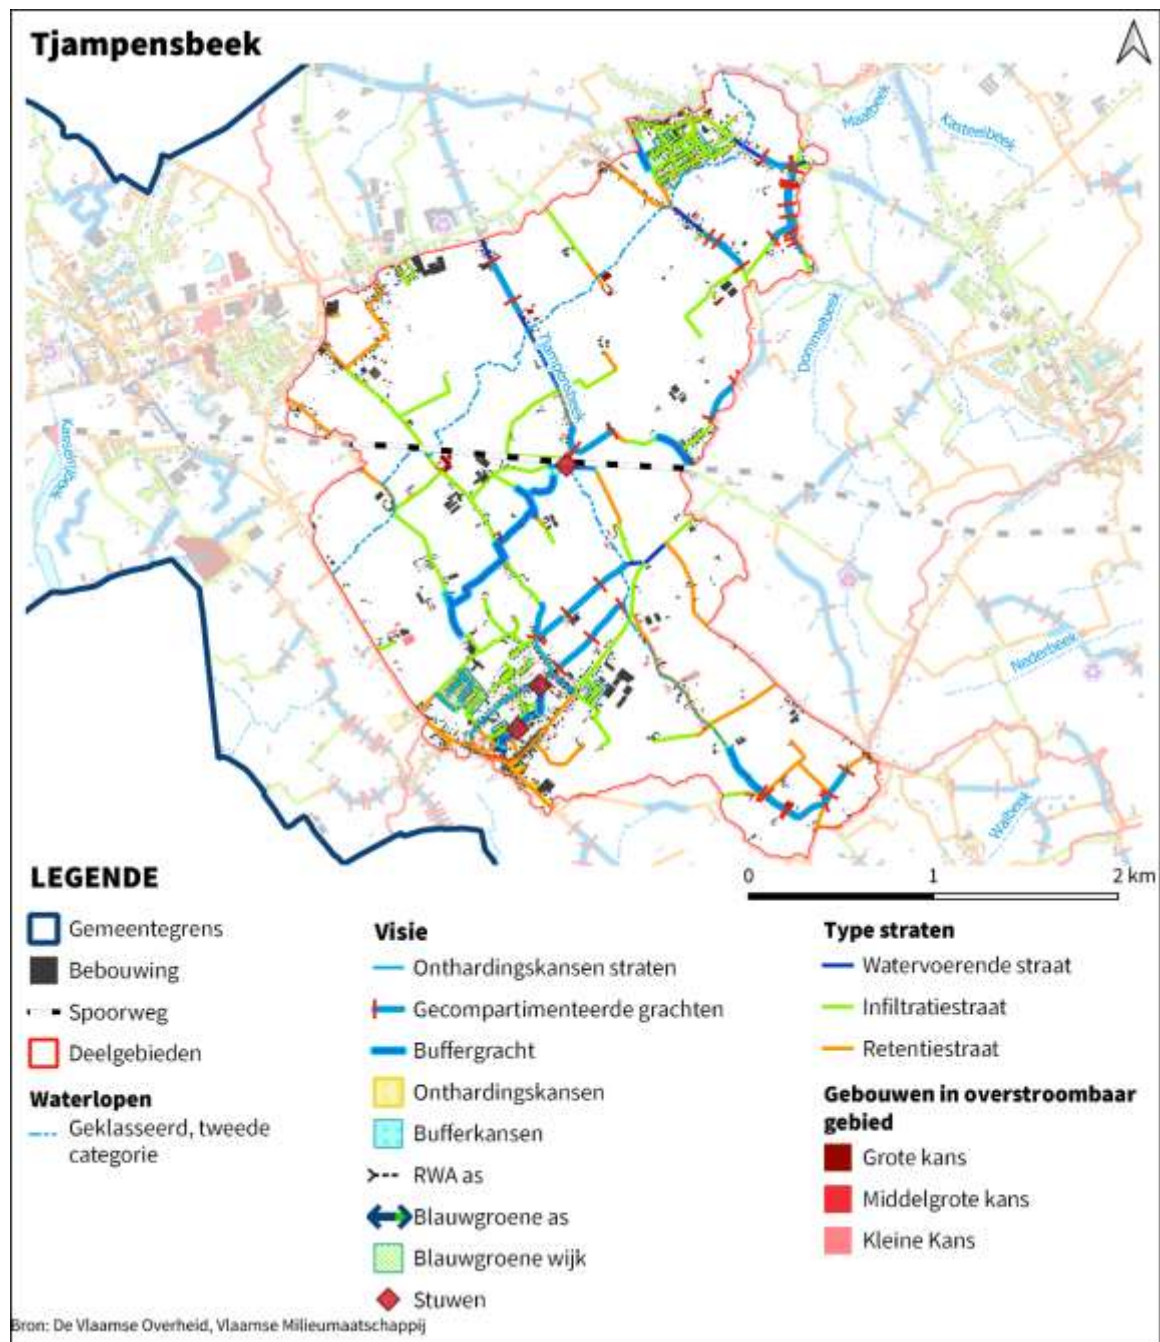 Tjampensbeek
Maalbeek
Kasteelbeek
Dommelbeek
Tjampensbeek
Nederbeek
Walbeek
0 1 2 km
LEGENDE
Gemeentegrens
Bebouwing
Spoorweg
Deelgebieden
Waterlopen
Geklasseerd, tweede
categorie
Visie
Onthardingskansen straten
Gecompartimenteerde grachten
Buffergracht
Onthardingskansen
Bufferkansen
RWA as
Blauwgroene as
Blauwgroene wijk
Stuwen
Type straten
Watervoerende straat
Infiltratiestraat
Retentiestraat
Gebouwen in overstroombaar
gebied
Grote kans
Middelgrote kans
Kleine Kans
Bron: De Vlaamse Overheid, Vlaamse Milieumaatschappij